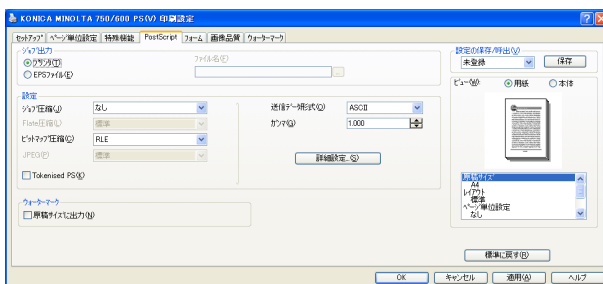 KONICA MINOLTA 750/600 PS(V) 印刷設定
セットアップ ページ単位設定 特殊機能 PostScript フォーム 画像品質 ウォーターマーク
ジョブ出力
プリンタ(I)
EPSファイル(E)
ファイル名(F)
設定
ジョブ圧縮(J) なし
Flate圧縮(L) 標準
ビットマップ圧縮(C) RLE
JPEG(P) 標準
Tokenised PS(K)
送信データ形式(O) ASCII
ガンマ(G) 1.000
詳細設定...(S)
ウォーターマーク
原稿サイズに出力(N)
設定の保存/呼出(V)
未登録 保存
ビュー(W) 用紙 本体
原稿サイズ
A4
レイアウト
標準
ページ単位設定
なし
標準に戻す(R)
OK キャンセル 適用(A) ヘルプ